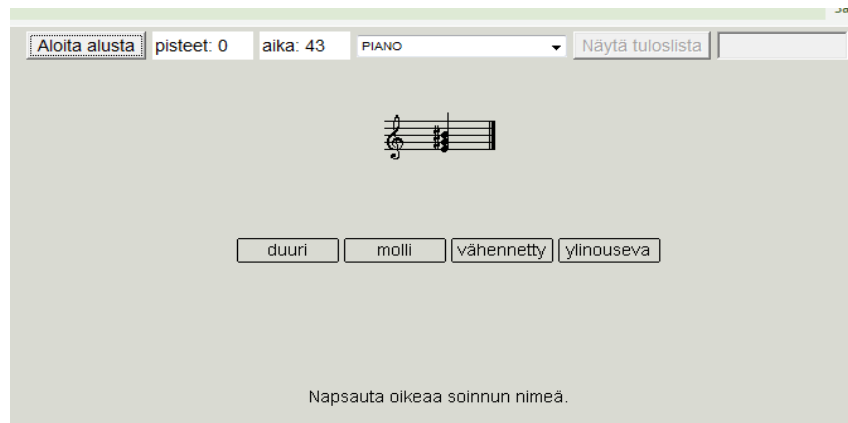 Aloita alusta pisteet: 0 aika: 43 PIANO Näytä tuloslista
duuri molli vähennetty ylinouseva
Napsauta oikeaa soinnun nimeä.